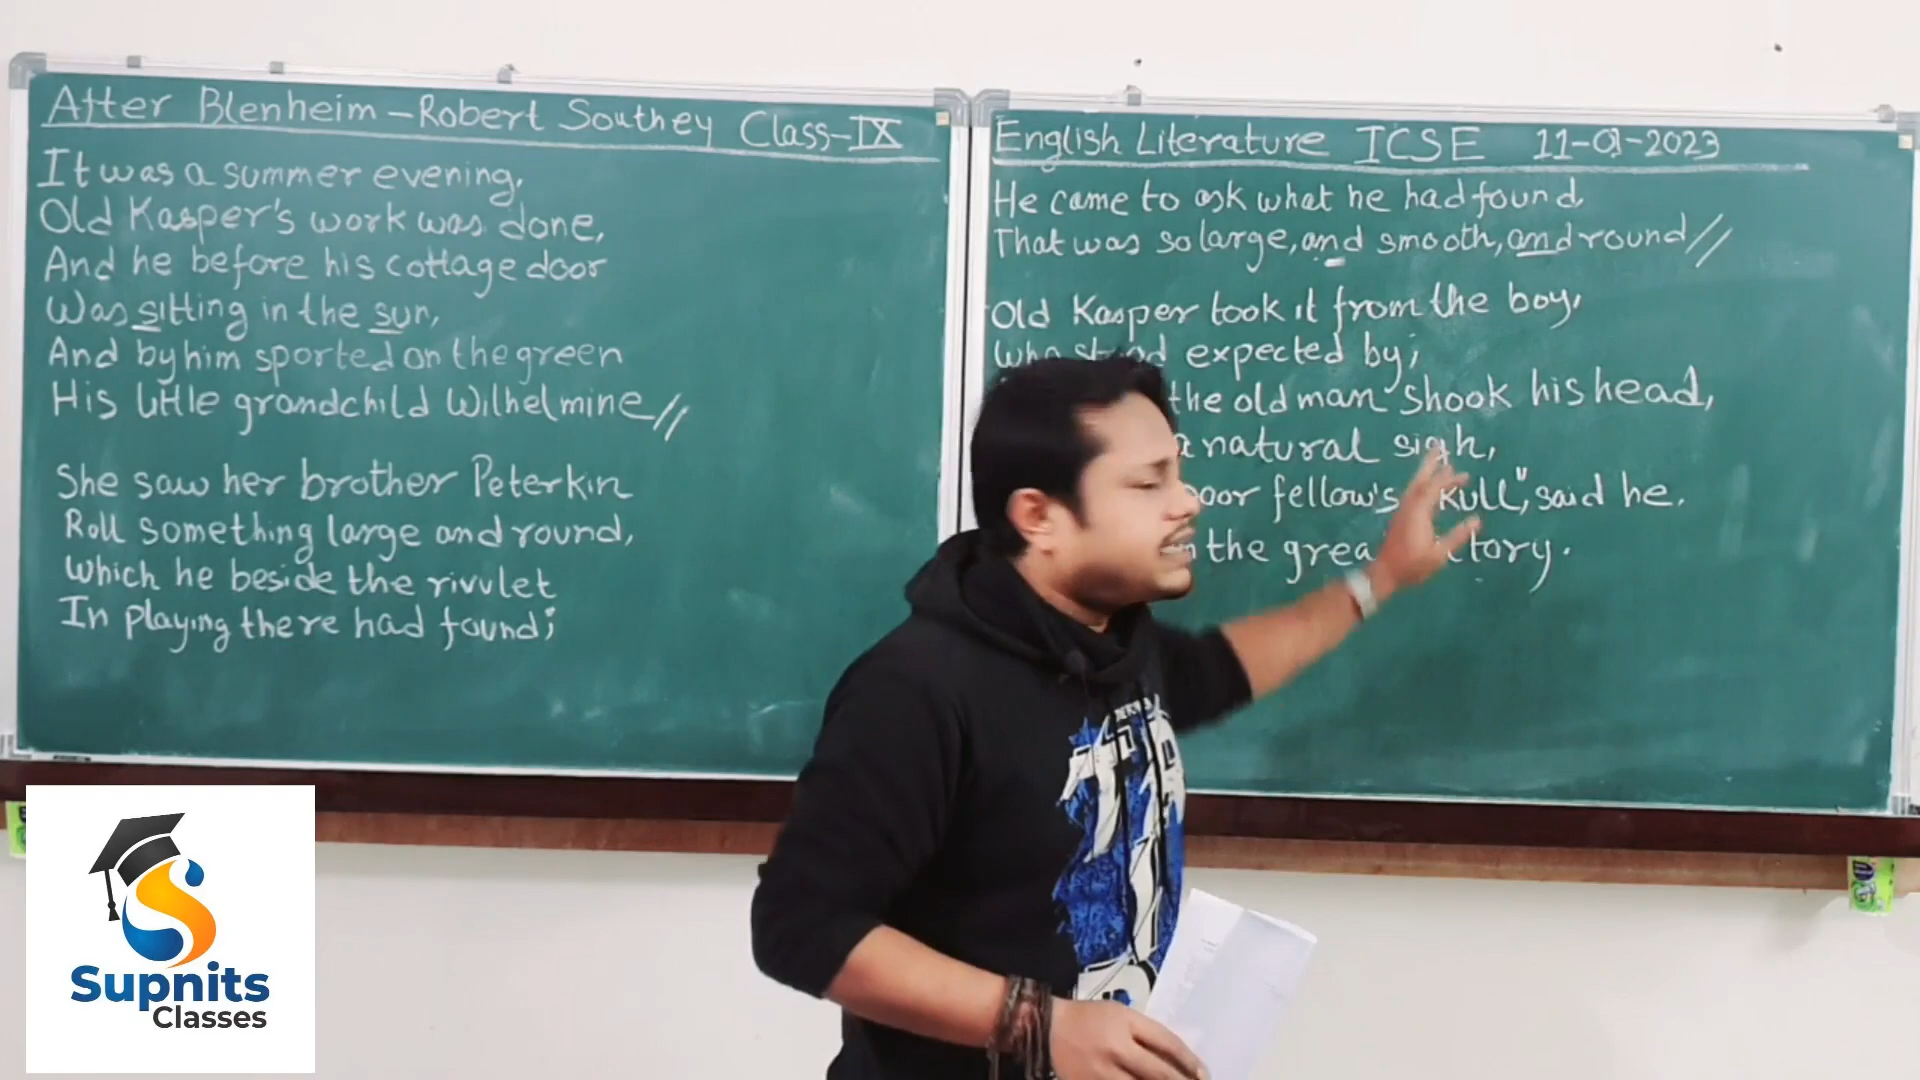 After Blenheim - Robert Southey Class-IX
It was a summer evening,
Old Kasper's work was done,
And he before his cottage door
Was sitting in the sun,
And by him sported on the green
His little grandchild Wilhelmine//
She saw her brother Peterkin
Roll something large and round,
Which he beside the rivulet
In playing there had found;
English Literature ICSE 11-01-2023
He came to ask what he had found,
That was so large, and smooth, and round//
Old Kasper took it from the boy,
Who expected by;
the old man shook his head,
a natural sigh,
fellow's said he.
the
Supnits
Classes